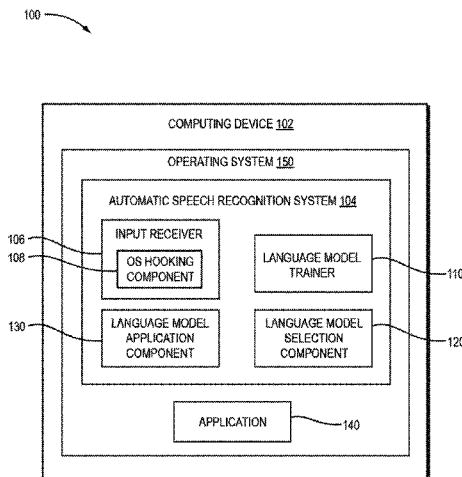 100
COMPUTING DEVICE 102
OPERATING SYSTEM 150
AUTOMATIC SPEECH RECOGNITION SYSTEM 104
INPUT RECEIVER
106
108
OS HOOKING
COMPONENT
LANGUAGE MODEL
TRAINER
110
130
LANGUAGE MODEL
APPLICATION
COMPONENT
LANGUAGE MODEL
SELECTION
COMPONENT
120
APPLICATION
140